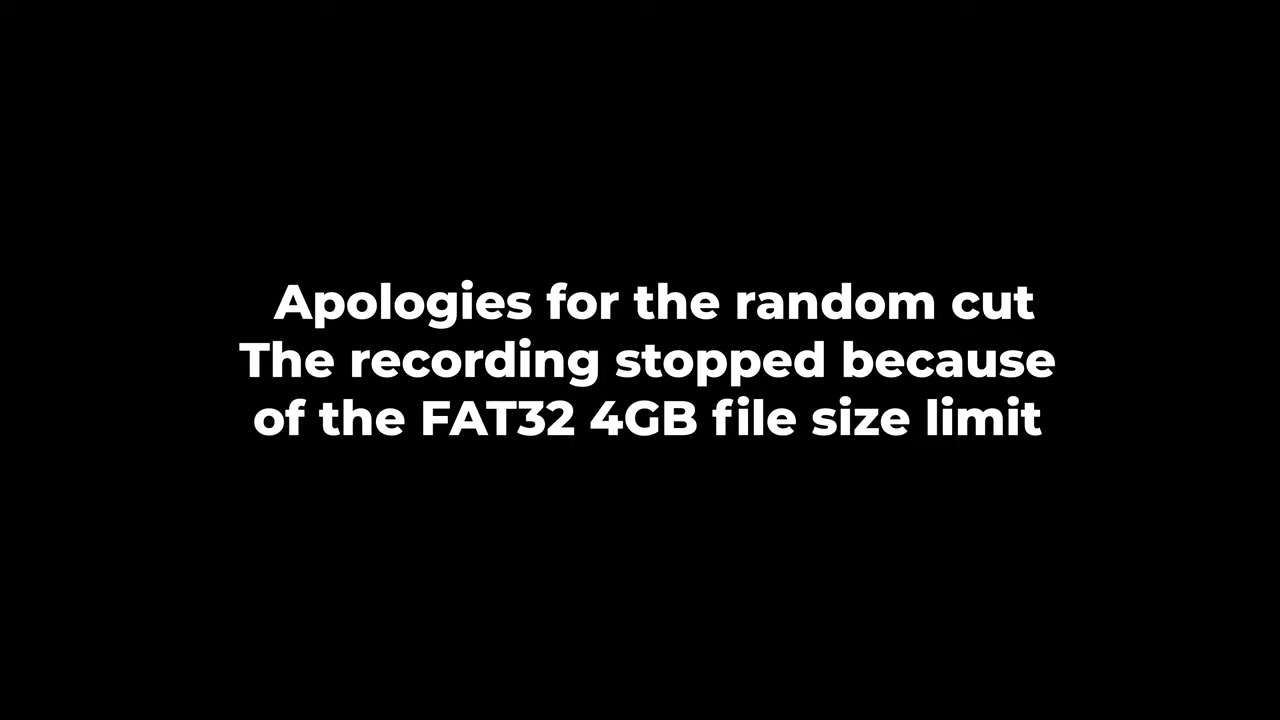 Apologies for the random cut
The recording stopped because
of the FAT32 4GB file size limit